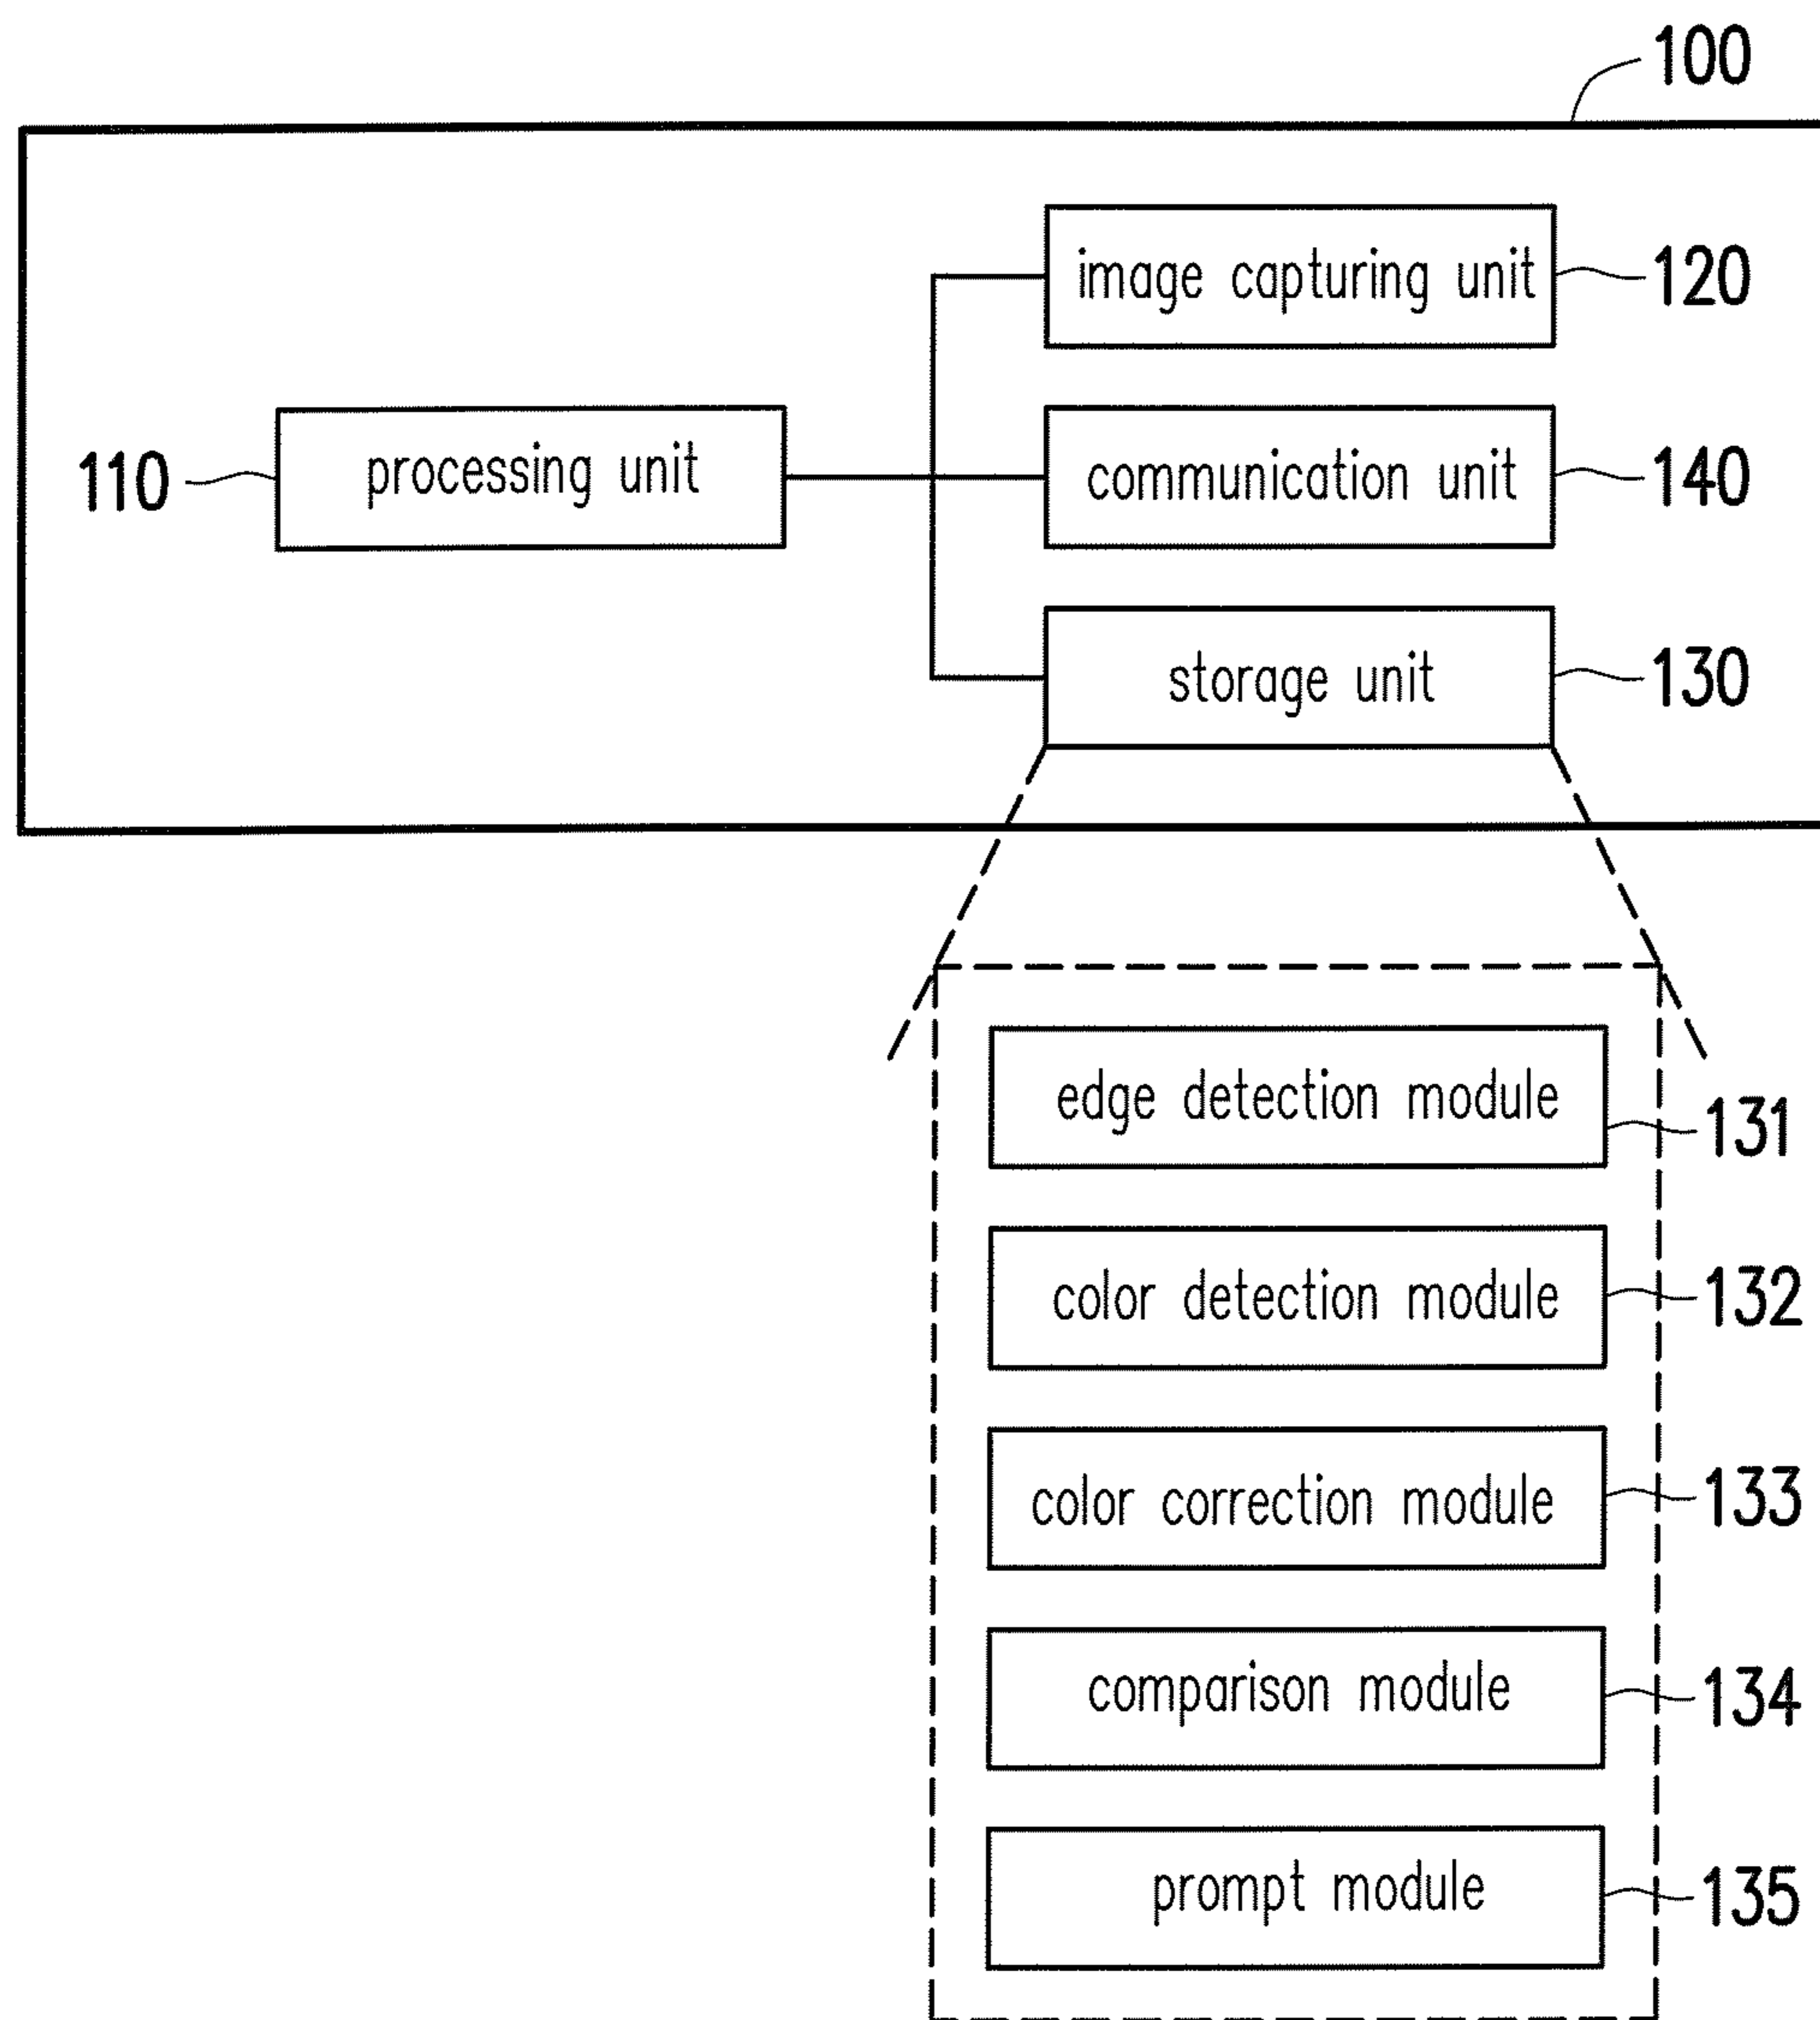 100
image capturing unit 120
110 processing unit
communication unit 140
storage unit 130
edge detection module 131
color detection module 132
color correction module 133
comparison module 134
prompt module 135